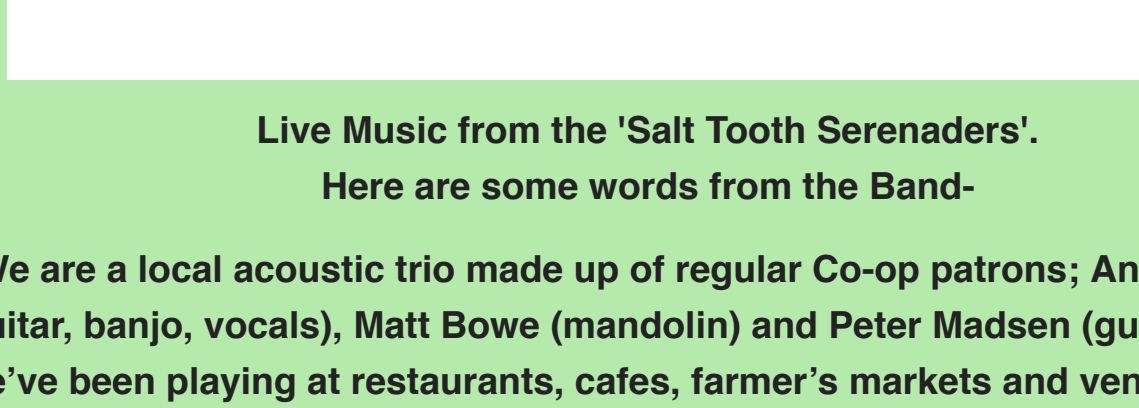 Live Music from the 'Salt Tooth Serenaders'.
Here are some words from the Band-
are a local acoustic trio made up of regular Co-op patrons;
banjo, vocals), Matt Bowe (mandolin) and Peter Madsen
been playing at restaurants, cafes, farmer’s markets and